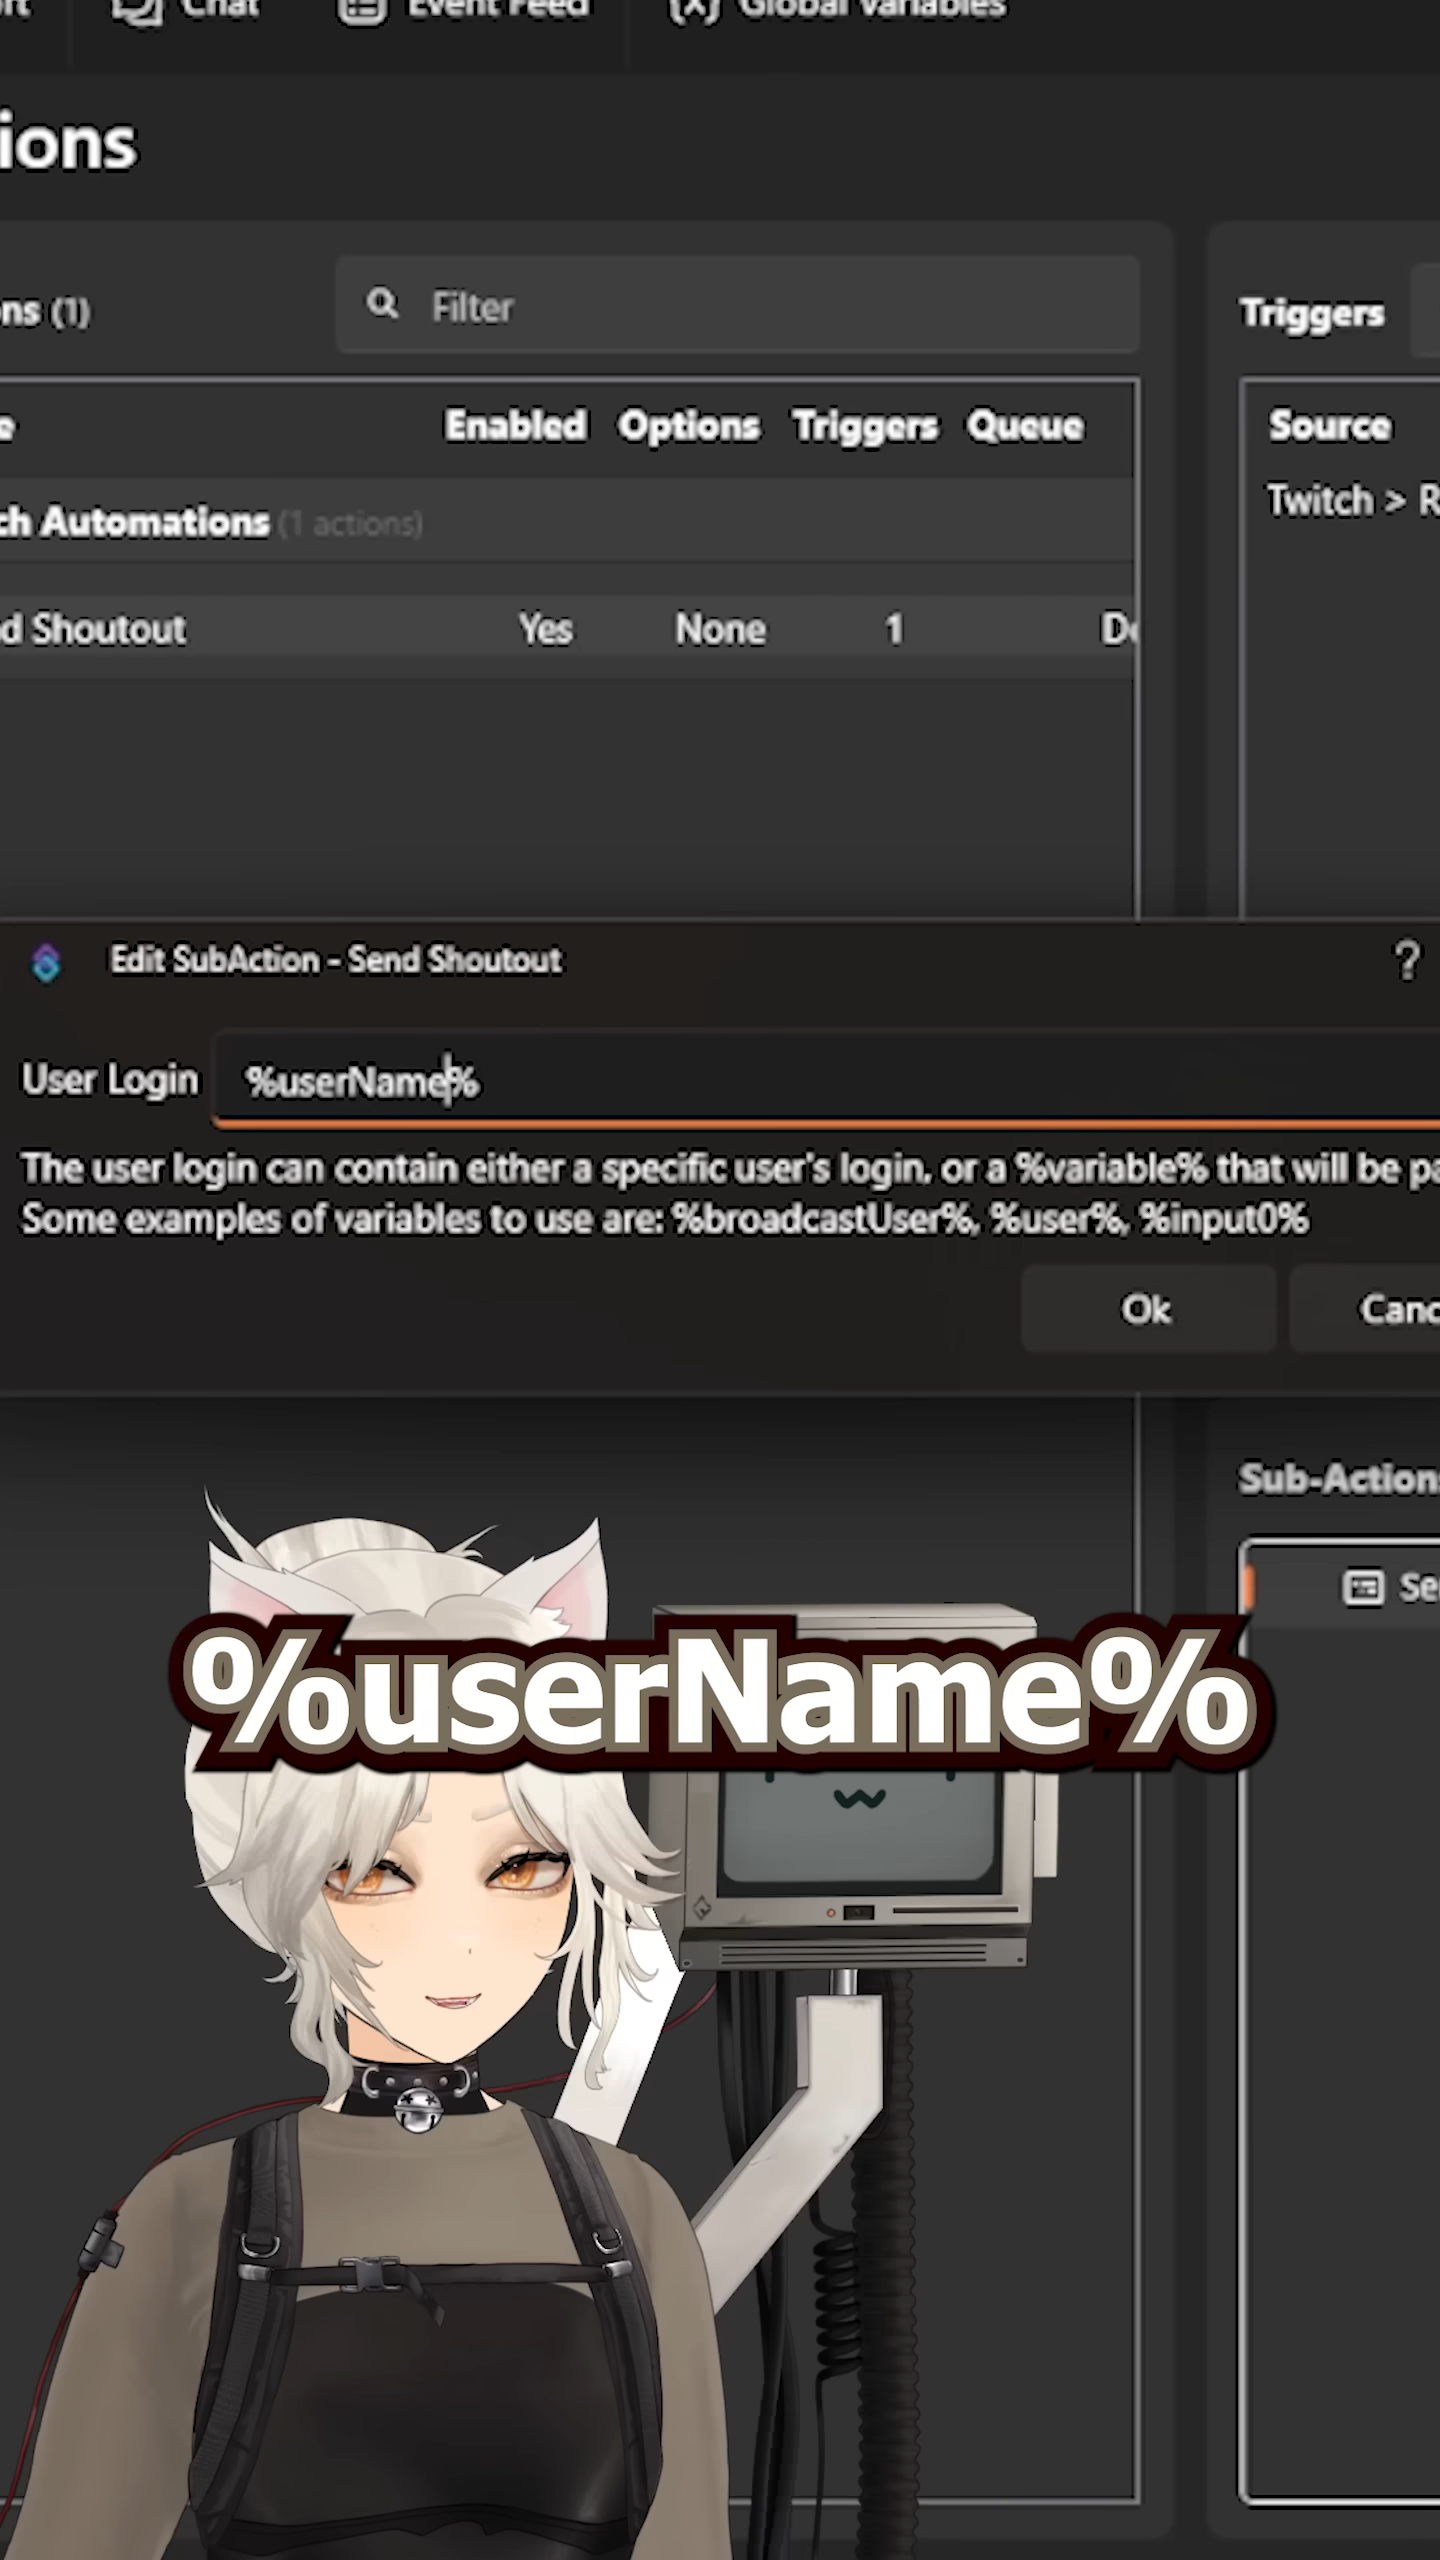 Chat Event Feed Global Variables
ions
ns (1) Filter Triggers
e Enabled Options Triggers Queue Source
ch Automations (1 actions) Twitch > R
d Shoutout Yes None 1 De
Edit SubAction - Send Shoutout ?
User Login %userName%
The user login can contain either a specific user's login, or a %variable% that will be pa
Some examples of variables to use are: %broadcastUser%, %user%, %input0%
Ok Canc
Sub-Action
Se
%userName%